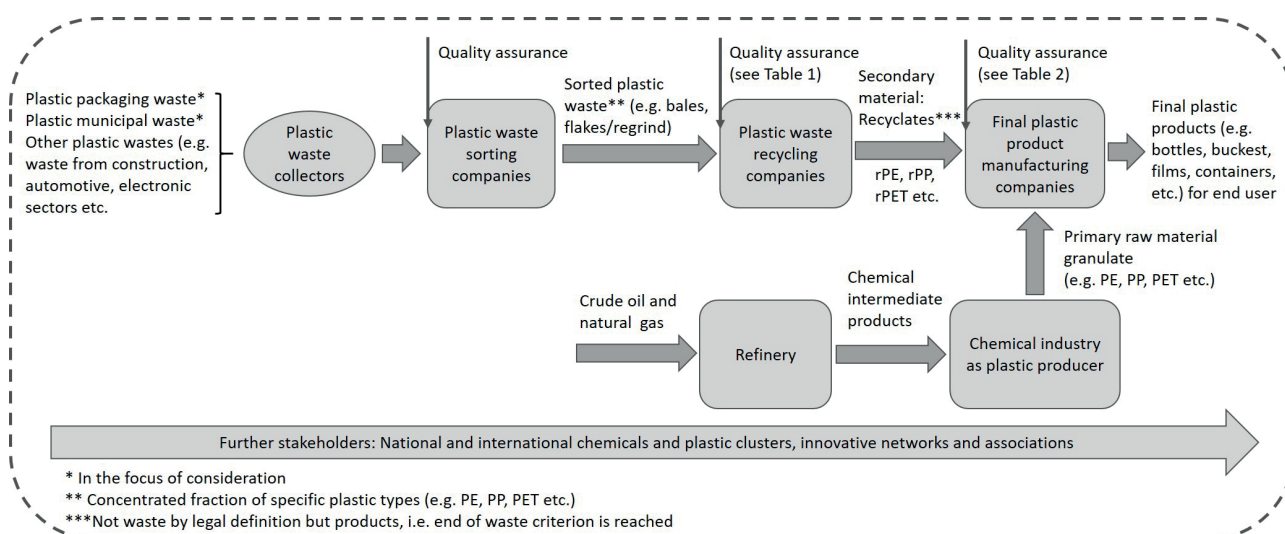 Quality assurance
Quality assurance
(see Table 1)
Quality assurance
(see Table 2)
Plastic packaging waste*
Plastic municipal waste*
Other plastic wastes (e.g.
waste from construction,
automotive, electronic
sectors etc.
Plastic
waste
collectors
Plastic waste
sorting
companies
Sorted plastic
waste** (e.g. bales,
flakes/regrind)
Plastic waste
recycling
companies
Secondary
material:
Recyclates***
rPE, rPP,
rPET etc.
Final plastic
product
manufacturing
companies
Final plastic
products (e.g.
bottles, buckest,
films, containers,
etc.) for end user
Primary raw material
granulate
(e.g. PE, PP, PET etc.)
Crude oil and
natural gas
Refinery
Chemical
intermediate
products
Chemical industry
as plastic producer
Further stakeholders: National and international chemicals and plastic clusters, innovative networks and associations
* In the focus of consideration
** Concentrated fraction of specific plastic types (e.g. PE, PP, PET etc.)
***Not waste by legal definition but products, i.e. end of waste criterion is reached